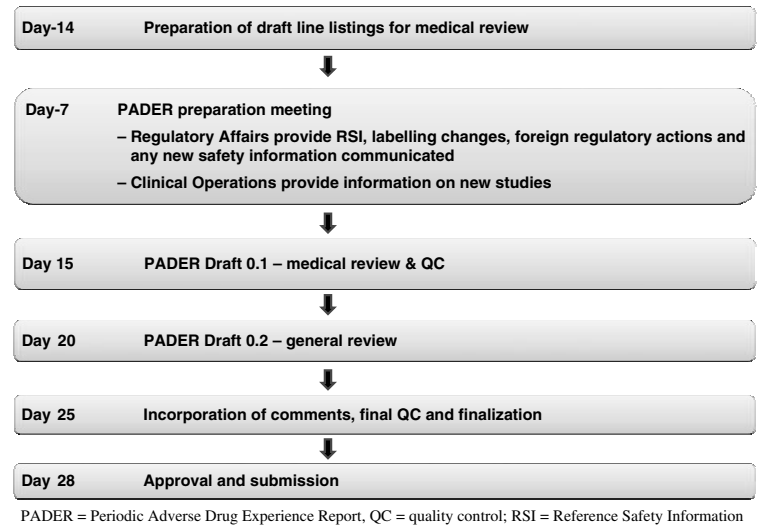 Day-14 Preparation of draft line listings for medical review
Day-7 PADER preparation meeting
– Regulatory Affairs provide RSI, labelling changes, foreign regulatory actions and
any new safety information communicated
– Clinical Operations provide information on new studies
Day 15 PADER Draft 0.1 – medical review & QC
Day 20 PADER Draft 0.2 – general review
Day 25 Incorporation of comments, final QC and finalization
Day 28 Approval and submission
PADER = Periodic Adverse Drug Experience Report, QC = quality control; RSI = Reference Safety Information